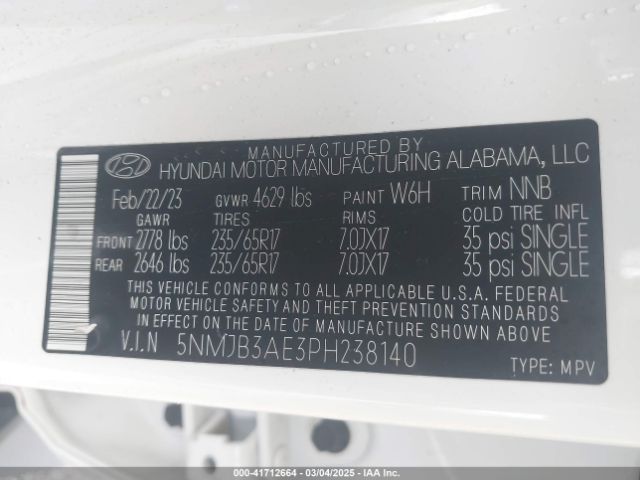 MANUFACTURED BY
HYUNDAI MOTOR MANUFACTURING ALABAMA, LLC
Feb/22/23 GVWR 4629 lbs PAINT W6H TRIM NNB
GAWR TIRES RIMS COLD TIRE INFL
FRONT 2778 lbs 235/65R17 7.0JX17 35 psi SINGLE
REAR 2646 lbs 235/65R17 7.0JX17 35 psi SINGLE
THIS VEHICLE CONFORMS TO ALL APPLICABLE U.S.A. FEDERAL
MOTOR VEHICLE SAFETY AND THEFT PREVENTION STANDARDS
IN EFFECT ON THE DATE OF MANUFACTURE SHOWN ABOVE.
V.I.N 5NMJB3AE3PH238140
TYPE: MPV
000-41712664 - 03/04/2025 - IAA Inc.